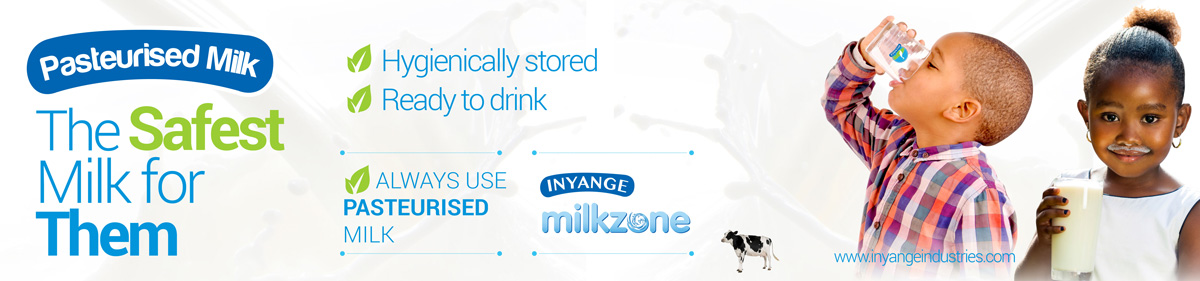 Pasteurised Milk
The Safest
Milk for
Them
Hygienically stored
Ready to drink
ALWAYS USE
PASTEURISED
MILK
INYANGE
milkzone
www.inyangeindustries.com